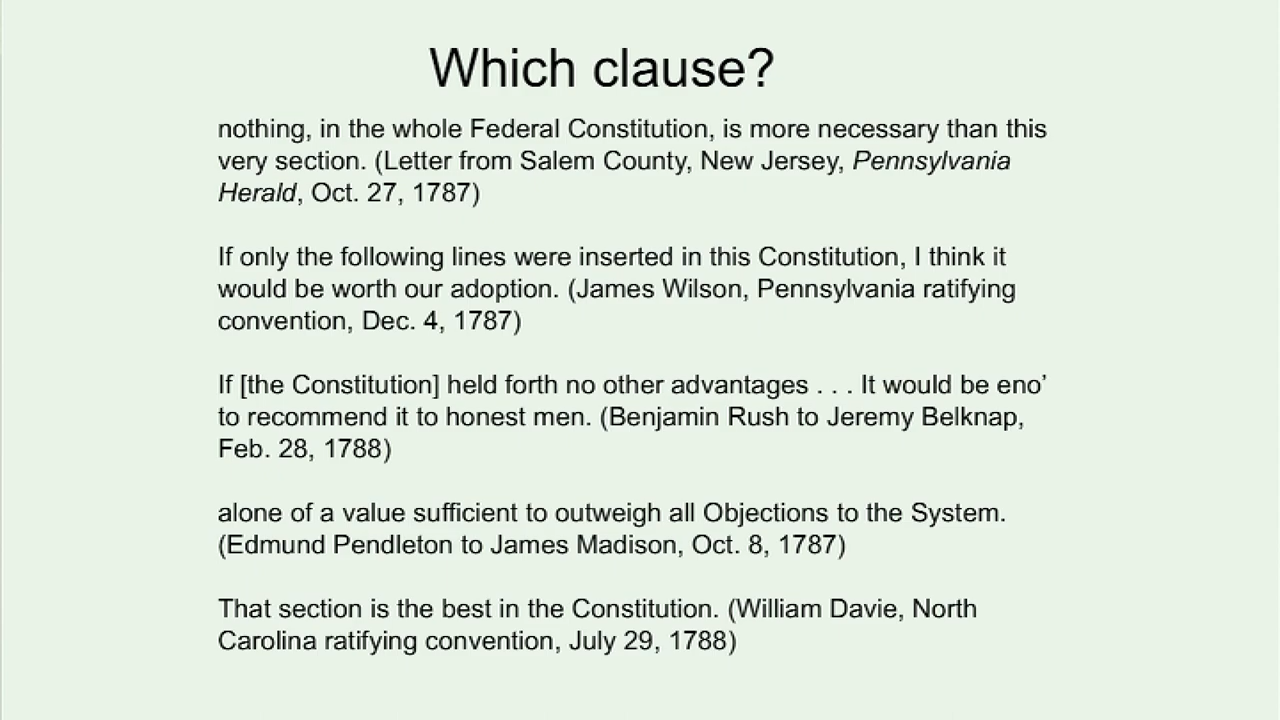 Which clause?
nothing, in the whole Federal Constitution, is more necessary than this
very section. (Letter from Salem County, New Jersey, Pennsylvania
Herald, Oct. 27, 1787)
If only the following lines were inserted in this Constitution, I think it
would be worth our adoption. (James Wilson, Pennsylvania ratifying
convention, Dec. 4, 1787)
If [the Constitution] held forth no other advantages . . . It would be eno’
to recommend it to honest men. (Benjamin Rush to Jeremy Belknap,
Feb. 28, 1788)
alone of a value sufficient to outweigh all Objections to the System.
(Edmund Pendleton to James Madison, Oct. 8, 1787)
That section is the best in the Constitution. (William Davie, North
Carolina ratifying convention, July 29, 1788)